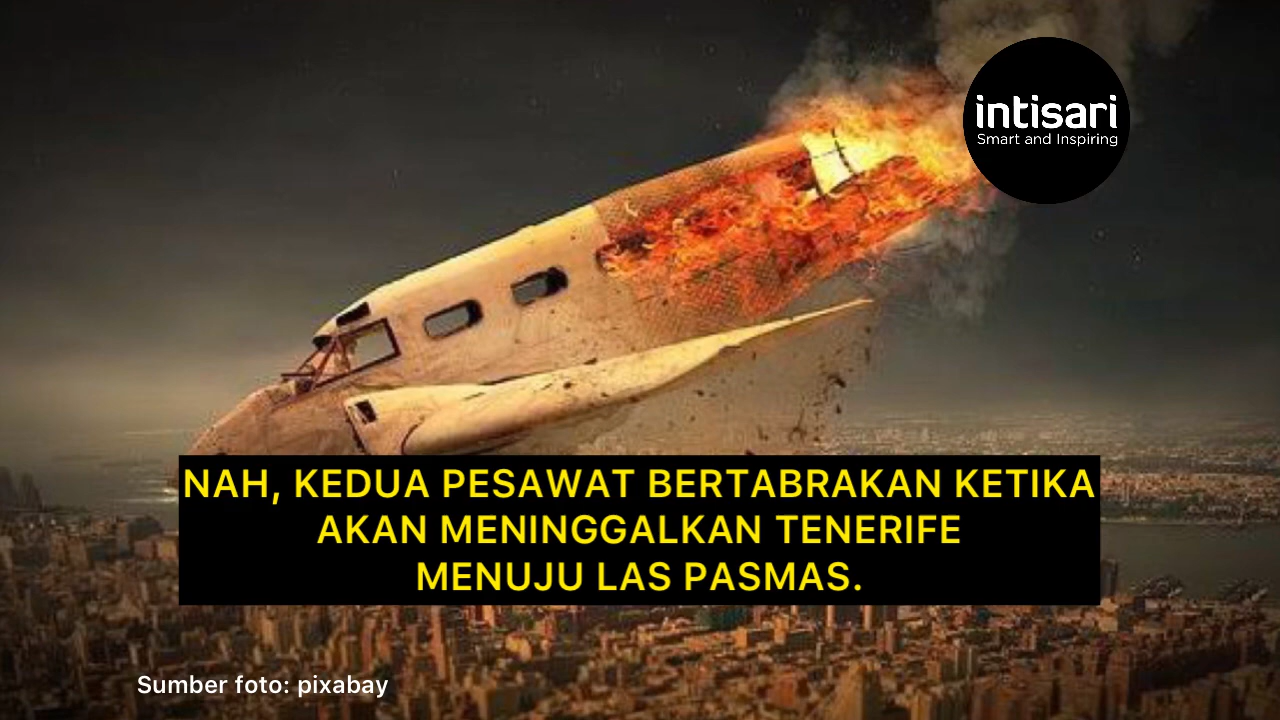 intisari
Smart and Inspiring
NAH, KEDUA PESAWAT BERTABRAKAN KETIKA
AKAN MENINGGALKAN TENERIFE
MENUJU LAS PASMAS.
Sumber foto: pixabay